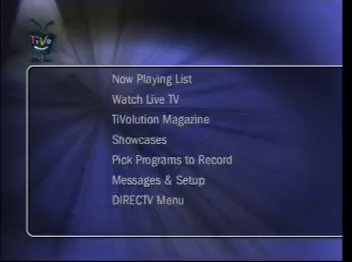 TiVo
Now Playing List
Watch Live TV
TiVolution Magazine
Showcases
Pick Programs to Record
Messages & Setup
DIRECTV Menu